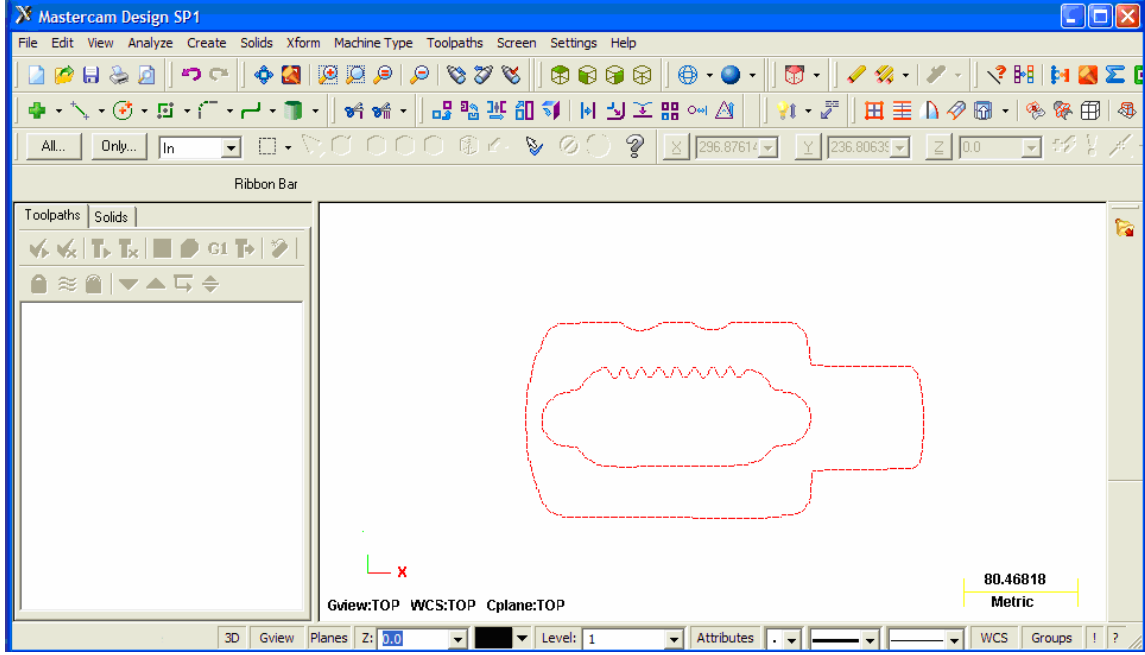 Mastercam Design SP1
File Edit View Analyze Create Solids Xform Machine Type Toolpaths Screen Settings Help
All... Only... In X 296.87614 Y 236.80639 Z 0.0
Ribbon Bar
Toolpaths Solids
G1
X
Gview:TOP WCS:TOP Cplane:TOP
80.46818
Metric
3D Gview Planes Z: 0.0 Level: 1 Attributes WCS Groups ! ?